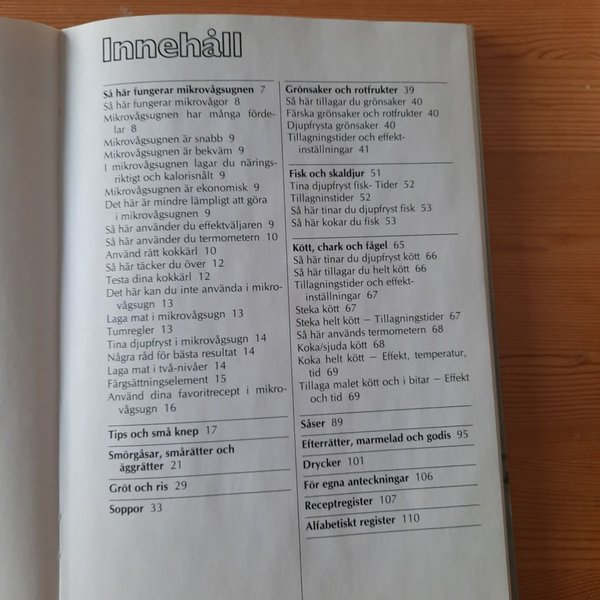 Innehåll
Så här fungerar mikrovågsugnen 7
Så här fungerar mikrovågor 8
Mikrovågsugnen har många förde-
lar 8
Mikrovågsugnen är snabb 9
Mikrovågsugnen är bekväm 9
I mikrovågsugnen lagar du närings-
riktigt och kalorisnålt 9
Mikrovågsugnen är ekonomisk 9
Det här är mindre lämpligt att göra
i mikrovågsugnen 9
Så här använder du effektväljaren 9
Så här använder du termometern 10
Använd rätt kokkärl 10
Så här täcker du över 12
Testa dina kokkärl 12
Det här kan du inte använda i mikro-
vågsugn 13
Laga mat i mikrovågsugn 13
Tumregler 13
Tina djupfryst i mikrovågsugn 14
Några råd för bästa resultat 14
Laga mat i två-nivåer 14
Färgsättningselement 15
Använd dina favoritrecept i mikro-
vågsugn 16
Tips och små knep 17
Smörgåsar, smårätter och
äggrätter 21
Gröt och ris 29
Soppor 33
Grönsaker och rotfrukter 39
Så här tillagar du grönsaker 40
Färska grönsaker och rotfrukter 40
Djupfrysta grönsaker 40
Tillagningstider och effekt-
inställningar 41
Fisk och skaldjur 51
Tina djupfryst fisk- Tider 52
Tillagninstider 52
Så här tinar du djupfryst fisk 53
Så här kokar du fisk 53
Kött, chark och fågel 65
Så här tinar du djupfryst kött 66
Så här tillagar du helt kött 66
Tillagningstider och effekt-
inställningar 67
Steka kött 67
Steka helt kött – Tillagningstider 67
Så här används termometern 68
Koka/sjuda kött 68
Koka helt kött – Effekt, temperatur,
tid 69
Tillaga malet kött och i bitar – Effekt
och tid 69
Såser 89
Efterrätter, marmelad och godis 95
Drycker 101
För egna anteckningar 106
Receptregister 107
Alfabetiskt register 110